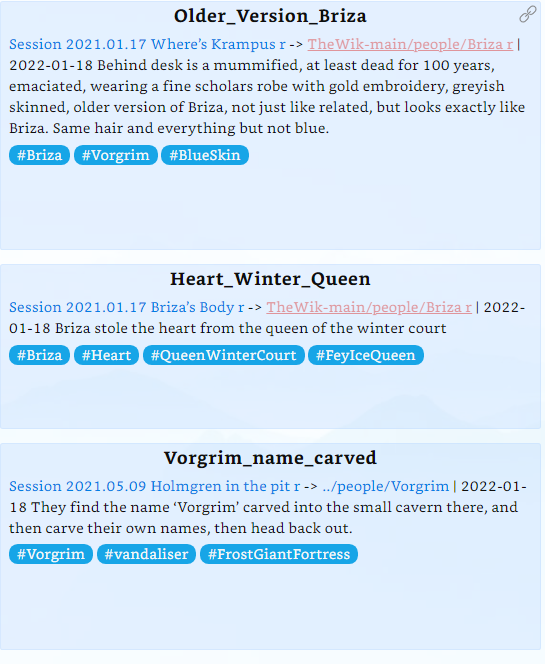 Older_Version_Briza
Session 2021.01.17 Where’s Krampus r -> TheWik-main/people/Briza r |
2022-01-18 Behind desk is a mummified, at least dead for 100 years,
emaciated, wearing a fine scholars robe with gold embroidery, greyish
skinned, older version of Briza, not just like related, but looks exactly like
Briza. Same hair and everything but not blue.
#Briza #Vorgrim #BlueSkin
Heart_Winter_Queen
Session 2021.01.17 Briza’s Body r -> TheWik-main/people/Briza r | 2022-
01-18 Briza stole the heart from the queen of the winter court
#Briza #Heart #QueenWinterCourt #FeyIceQueen
Vorgrim_name_carved
Session 2021.05.09 Holmgren in the pit r -> ../people/Vorgrim | 2022-01-
18 They find the name ‘Vorgrim’ carved into the small cavern there, and
then carve their own names, then head back out.
#Vorgrim #vandaliser #FrostGiantFortress